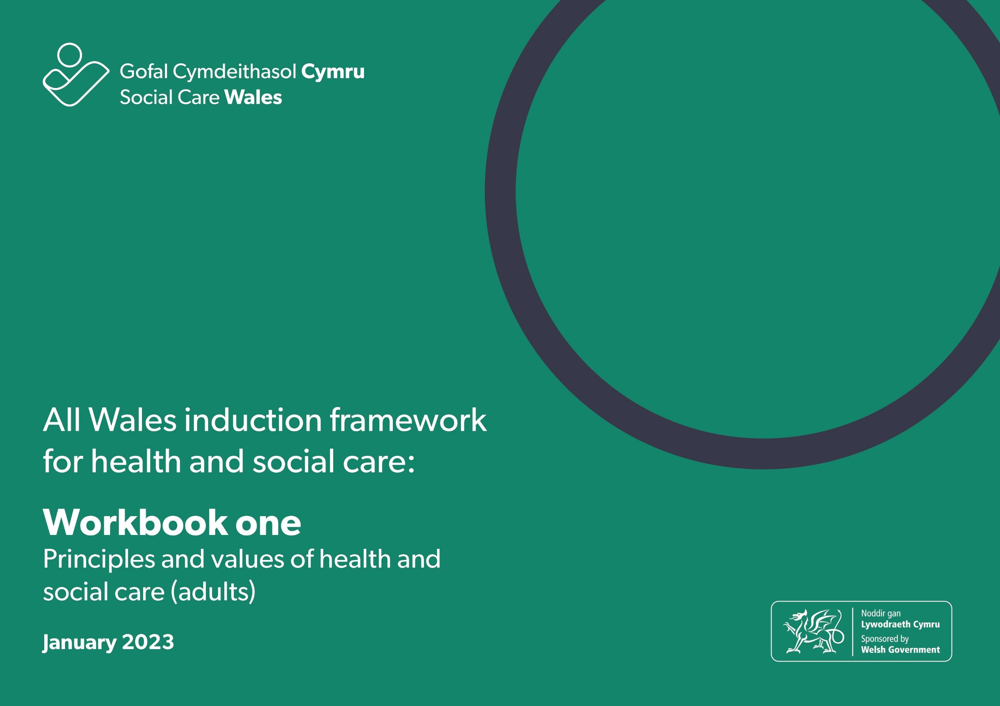 Gofal Cymdeithasol Cymru
Social Care Wales
All Wales induction framework
for health and social care:
Workbook one
Principles and values of health and
social care (adults)
January 2023
Noddir gan
Lywodraeth Cymru
Sponsored by
Welsh Government